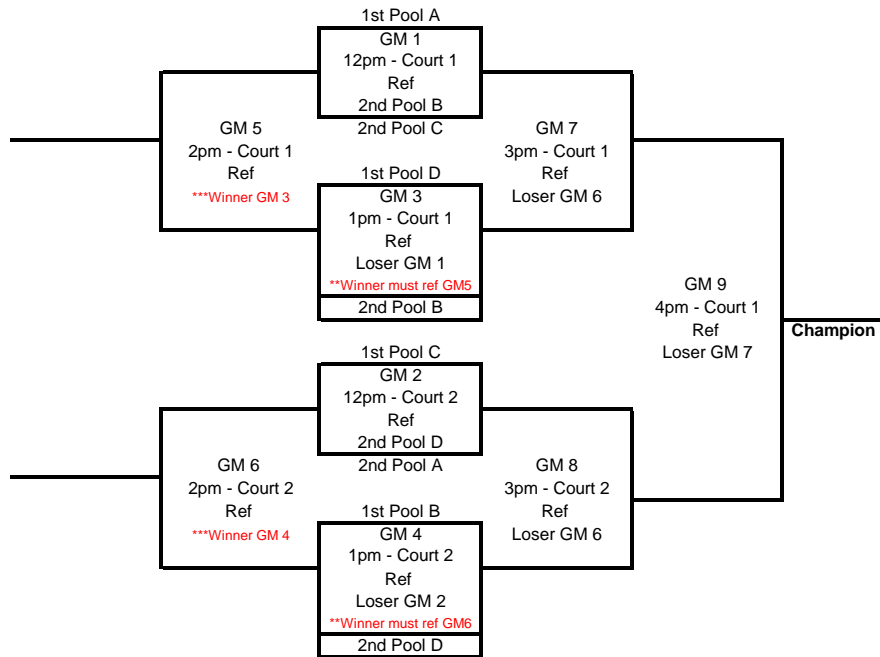 1st Pool A
GM 1
12pm - Court 1
Ref
2nd Pool B
2nd Pool C
GM 5
2pm - Court 1
Ref
***Winner GM 3
GM 7
3pm - Court 1
Ref
Loser GM 6
1st Pool D
GM 3
1pm - Court 1
Ref
Loser GM 1
**Winner must ref GM5
2nd Pool B
GM 9
4pm - Court 1
Ref
Loser GM 7
Champion
1st Pool C
GM 2
12pm - Court 2
Ref
2nd Pool D
2nd Pool A
GM 6
2pm - Court 2
Ref
***Winner GM 4
GM 8
3pm - Court 2
Ref
Loser GM 6
1st Pool B
GM 4
1pm - Court 2
Ref
Loser GM 2
**Winner must ref GM6
2nd Pool D